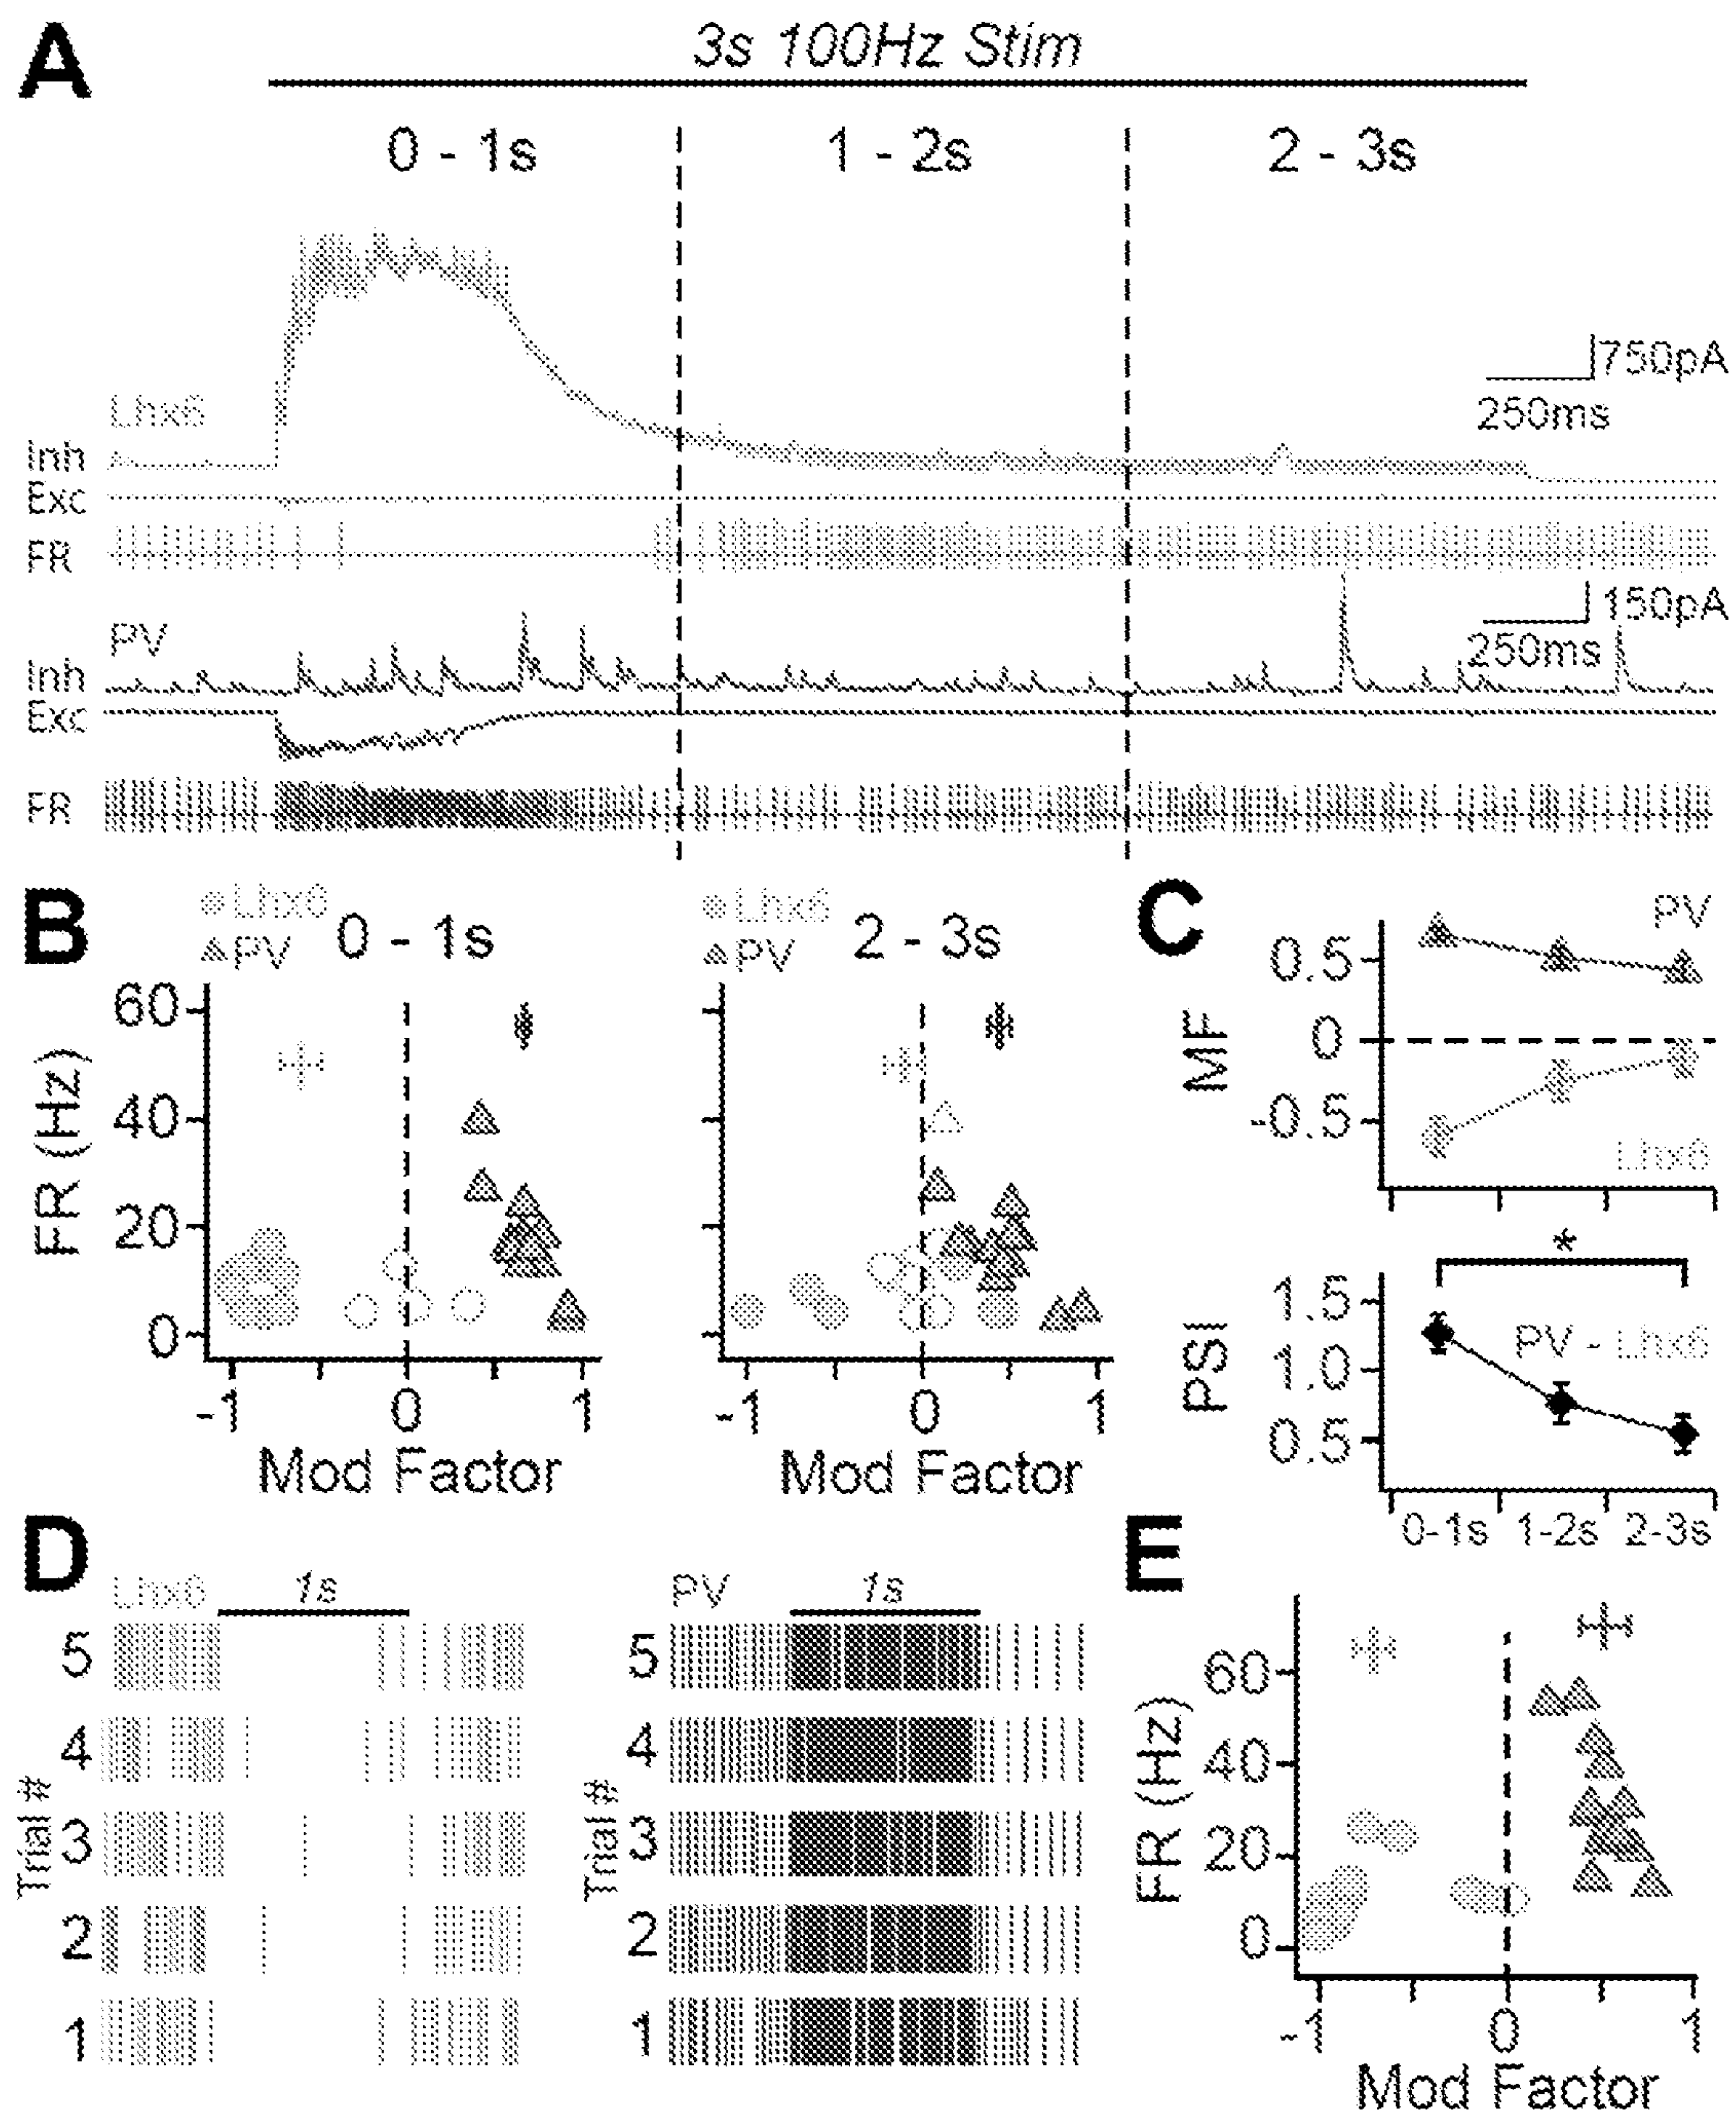 A
3s 100Hz Stim
0 - 1s
1 - 2s
2 - 3s
750pA
250ms
Lhx6
Inh
Exc
FR
150pA
250ms
PV
Inh
Exc
FR
B
Lhx6
PV
0 - 1s
60
40
20
0
FR (Hz)
-1
0
1
Mod Factor
Lhx6
PV
2 - 3s
-1
0
1
Mod Factor
C
PV
0.5
0
-0.5
MF
Lhx6
*
1.5
1.0
0.5
PSI
PV - Lhx6
0-1s
1-2s
2-3s
D
Lhx6
1s
5
4
3
2
1
Trial #
PV
1s
5
4
3
2
1
Trial #
E
60
40
20
0
FR (Hz)
-1
0
1
Mod Factor